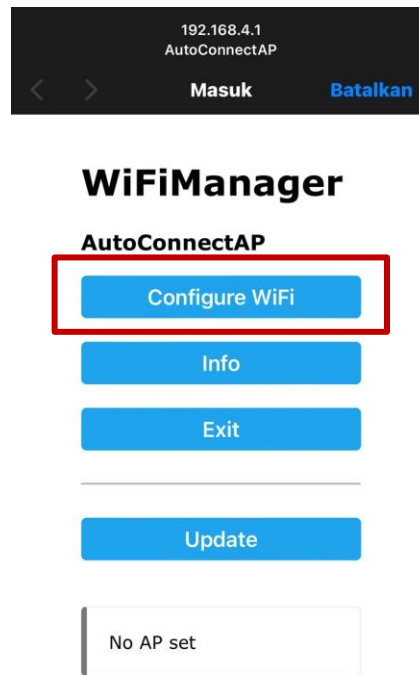 192.168.4.1
AutoConnectAP
Masuk Batalkan
WiFiManager
AutoConnectAP
Configure WiFi
Info
Exit
Update
No AP set